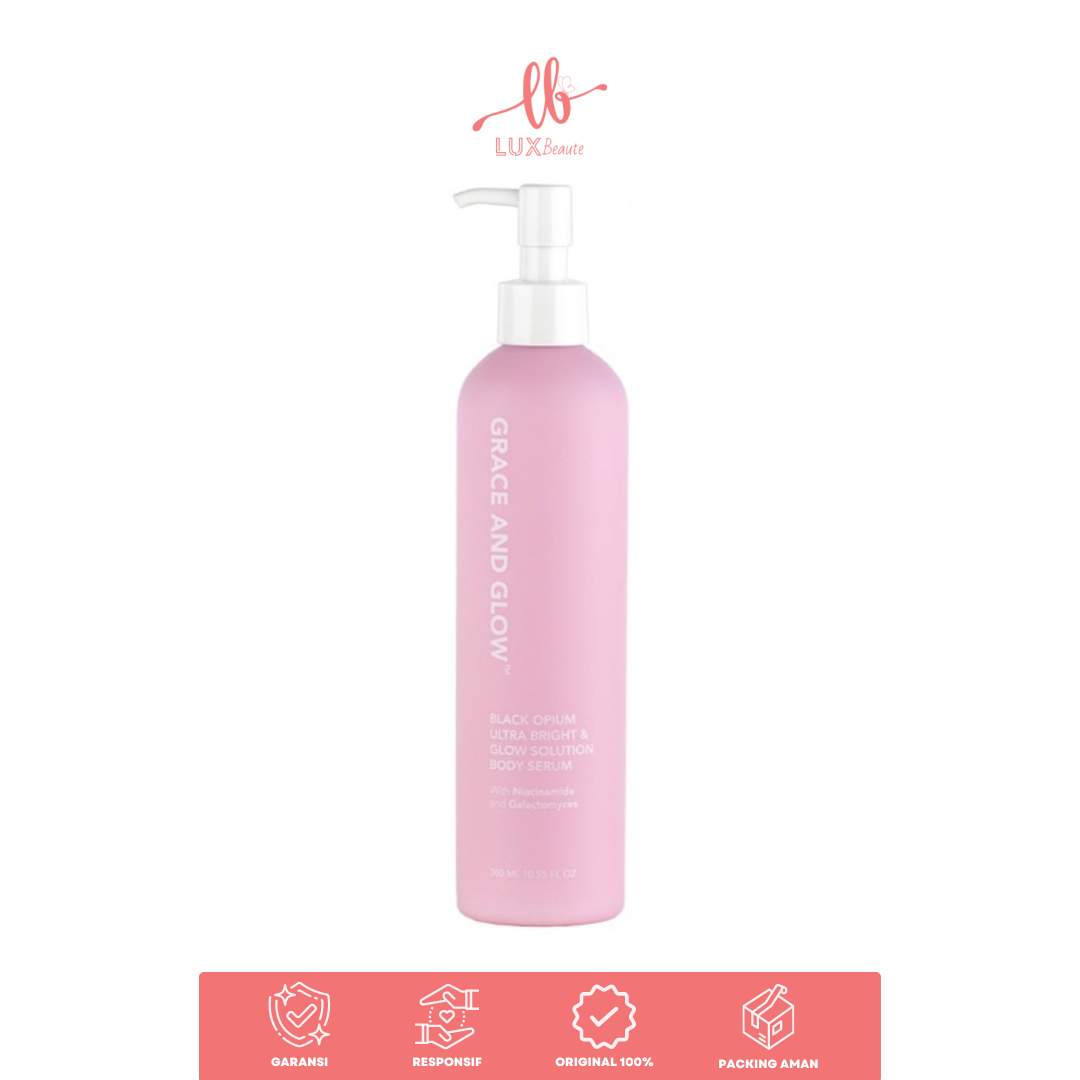 lb
LUX Beaute
GRACE AND GLOW™
BLACK OPIUM
ULTRA BRIGHT &
GLOW SOLUTION
BODY SERUM
With Niacinamide
and Galactomyces
300 ML 10.55 FL OZ
GARANSI
RESPONSIF
ORIGINAL 100%
PACKING AMAN